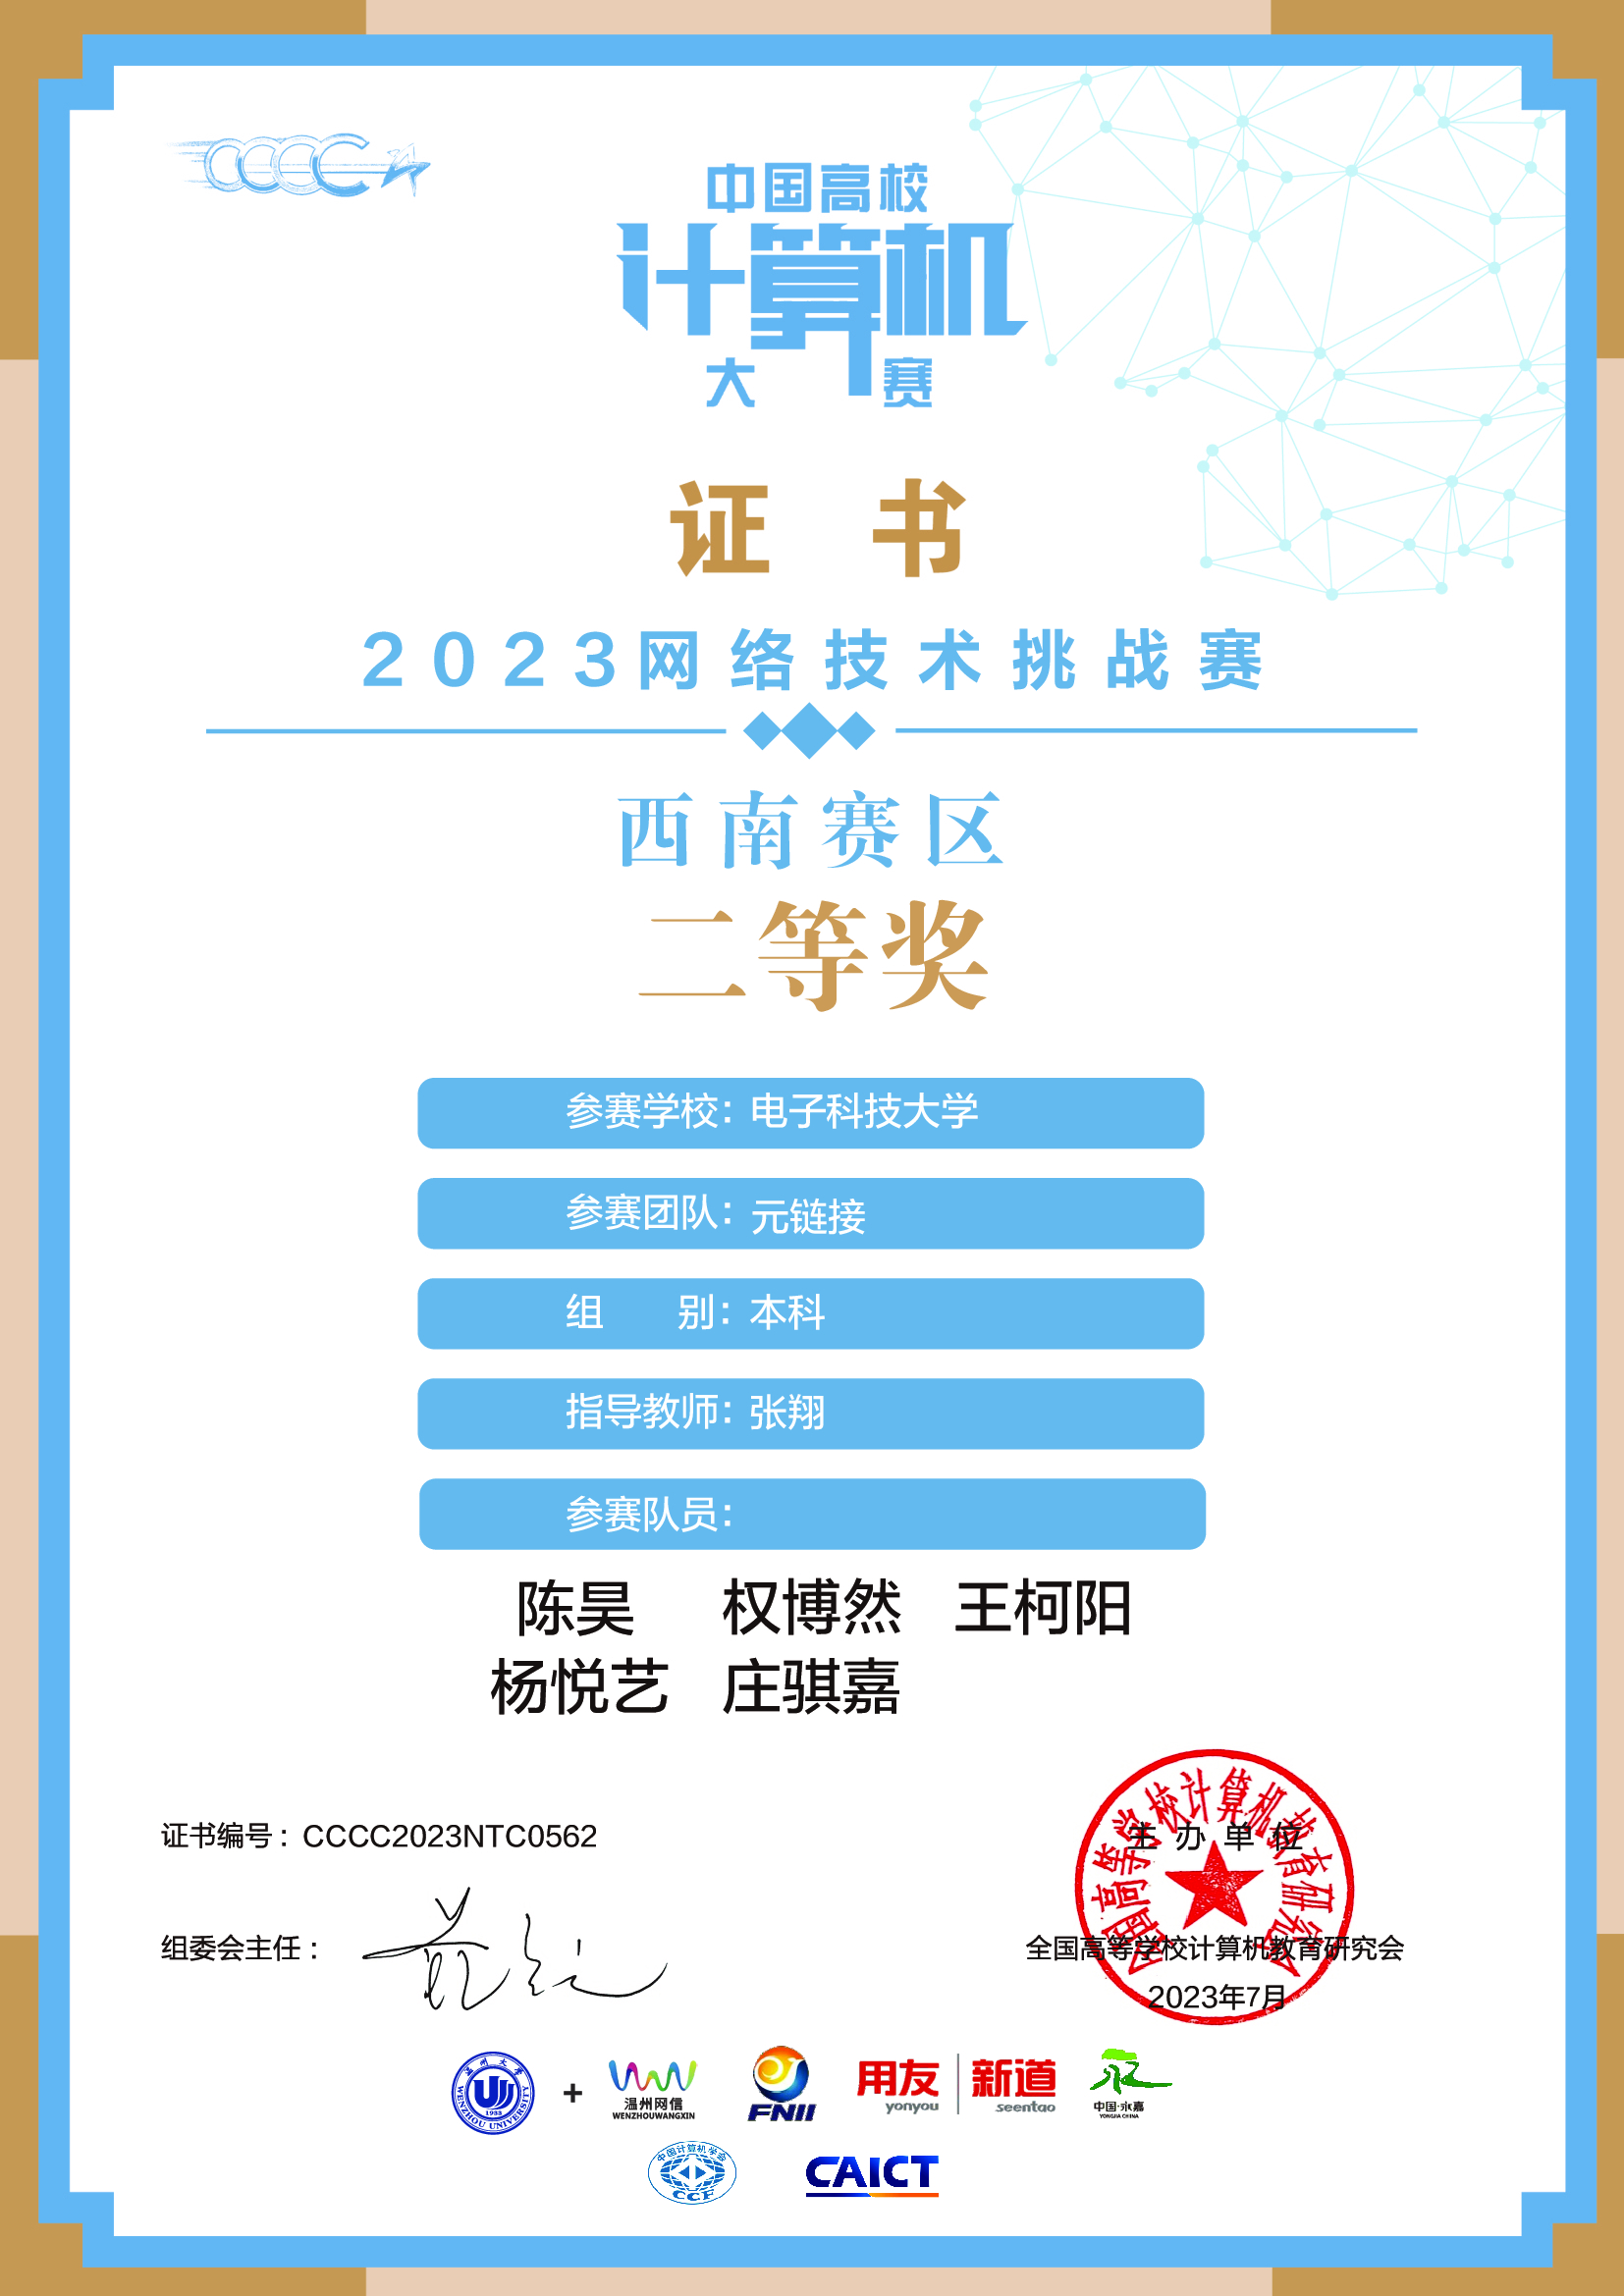 CCCC
中国高校
计算机
大赛
证书
2023网络技术挑战赛
西南赛区
二等奖
参赛学校：电子科技大学
参赛团队：元链接
组 别：本科
指导教师：张翔
参赛队员：
陈昊 权博然 王柯阳
杨悦艺 庄骐嘉
证书编号：CCCC2023NTC0562
主办单位
组委会主任：
全国高等学校计算机教育研究会
2023年7月
全国高等学校计算机教育研究会
温州大学
WENZHOU UNIVERSITY
1933
+
温州网信
WENZHOUWANGXIN
FNII
用友
yonyou
新道
seentao
永
中国·永嘉
YONGJIA CHINA
中国计算机学会
CCF
CAICT